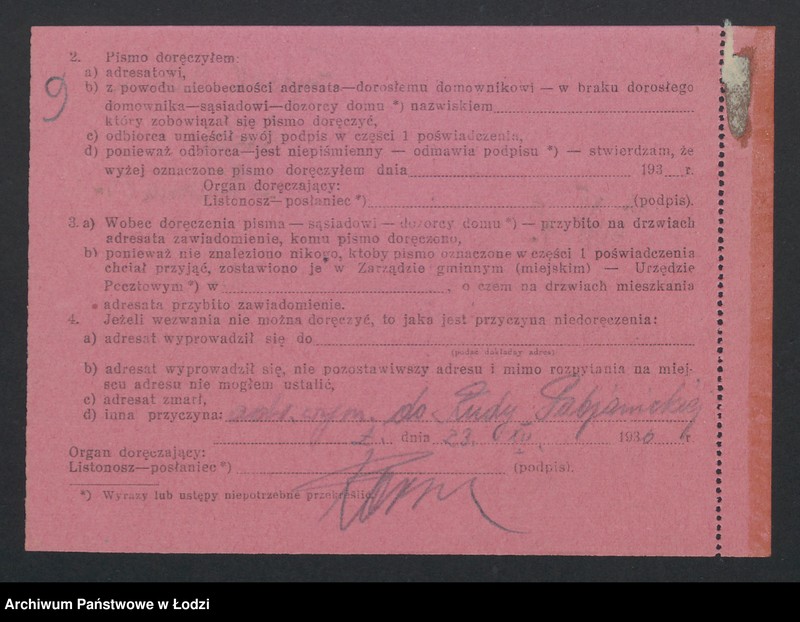 2. Pismo doręczyłem:
a) adresatowi,
b) z powodu nieobecności adresata—dorosłemu domownikowi — w braku dorosłego
9
domownika—sąsiadowi—dozorcy domu *) nazwiskiem
który zobowiązał się pismo doręczyć,
c) odbiorca umieścił swój podpis w części 1 poświadczenia,
d) ponieważ odbiorca—jest niepiśmienny — odmawia podpisu *) — stwierdzam, że
wyżej oznaczone pismo doręczyłem dnia 193 r.
Organ doręczający:
Listonosz—posłaniec *) (podpis).
3. a) Wobec doręczenia pisma — sąsiadowi — dozorcy domu *) — przybito na drzwiach
adresata zawiadomienie, komu pismo doręczono,
b) ponieważ nie znaleziono nikogo, ktoby pismo oznaczone w części 1 poświadczenia
chciał przyjąć, zostawiono je w Zarządzie gminnym (miejskim) — Urzędzie
Pocztowym *) w , o czem na drzwiach mieszkania
adresata przybito zawiadomienie.
4. Jeżeli wezwania nie można doręczyć, to jaka jest przyczyna niedoręczenia:
a) adresat wyprowadził się do
(podać dokładny adres)
b) adresat wyprowadził się, nie pozostawiwszy adresu i mimo rozpytania na miej-
scu adresu nie mogłem ustalić,
c) adresat zmarł,
d) inna przyczyna: adr. wym. do Rudy Pabjanickiej
Ł. dnia 23. XII. 1936 r.
Organ doręczający:
Listonosz—posłaniec *) (podpis).
*) Wyrazy lub ustępy niepotrzebne przekreślić.
Archiwum Państwowe w Łodzi